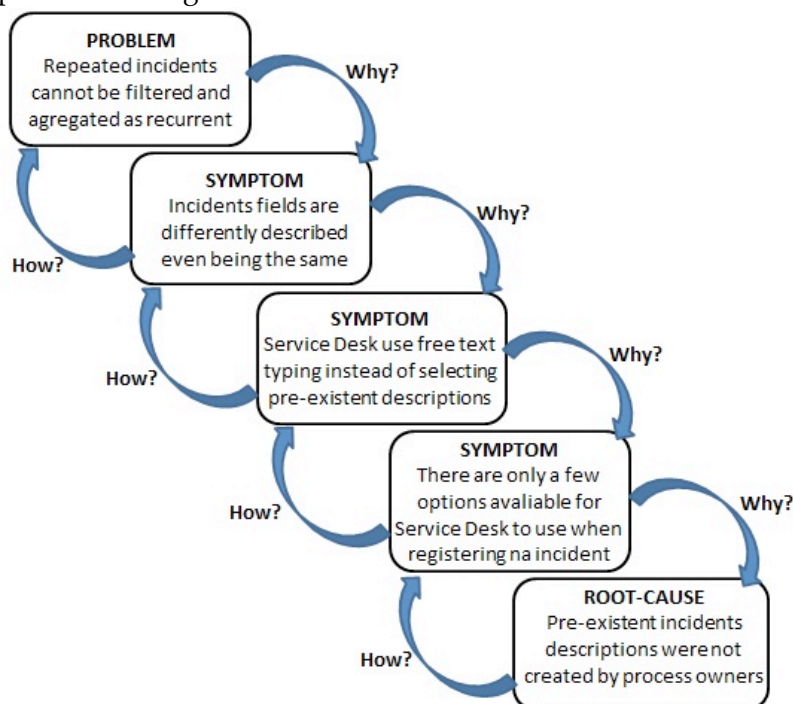 PROBLEM
Repeated incidents
cannot be filtered and
agregated as recurrent
Why?
SYMPTOM
Incidents fields are
differently described
even being the same
Why?
How?
SYMPTOM
Service Desk use free text
typing instead of selecting
pre-existent descriptions
Why?
How?
SYMPTOM
There are only a few
options avaliable for
Service Desk to use when
registering na incident
Why?
How?
ROOT-CAUSE
Pre-existent incidents
descriptions were not
created by process owners
How?